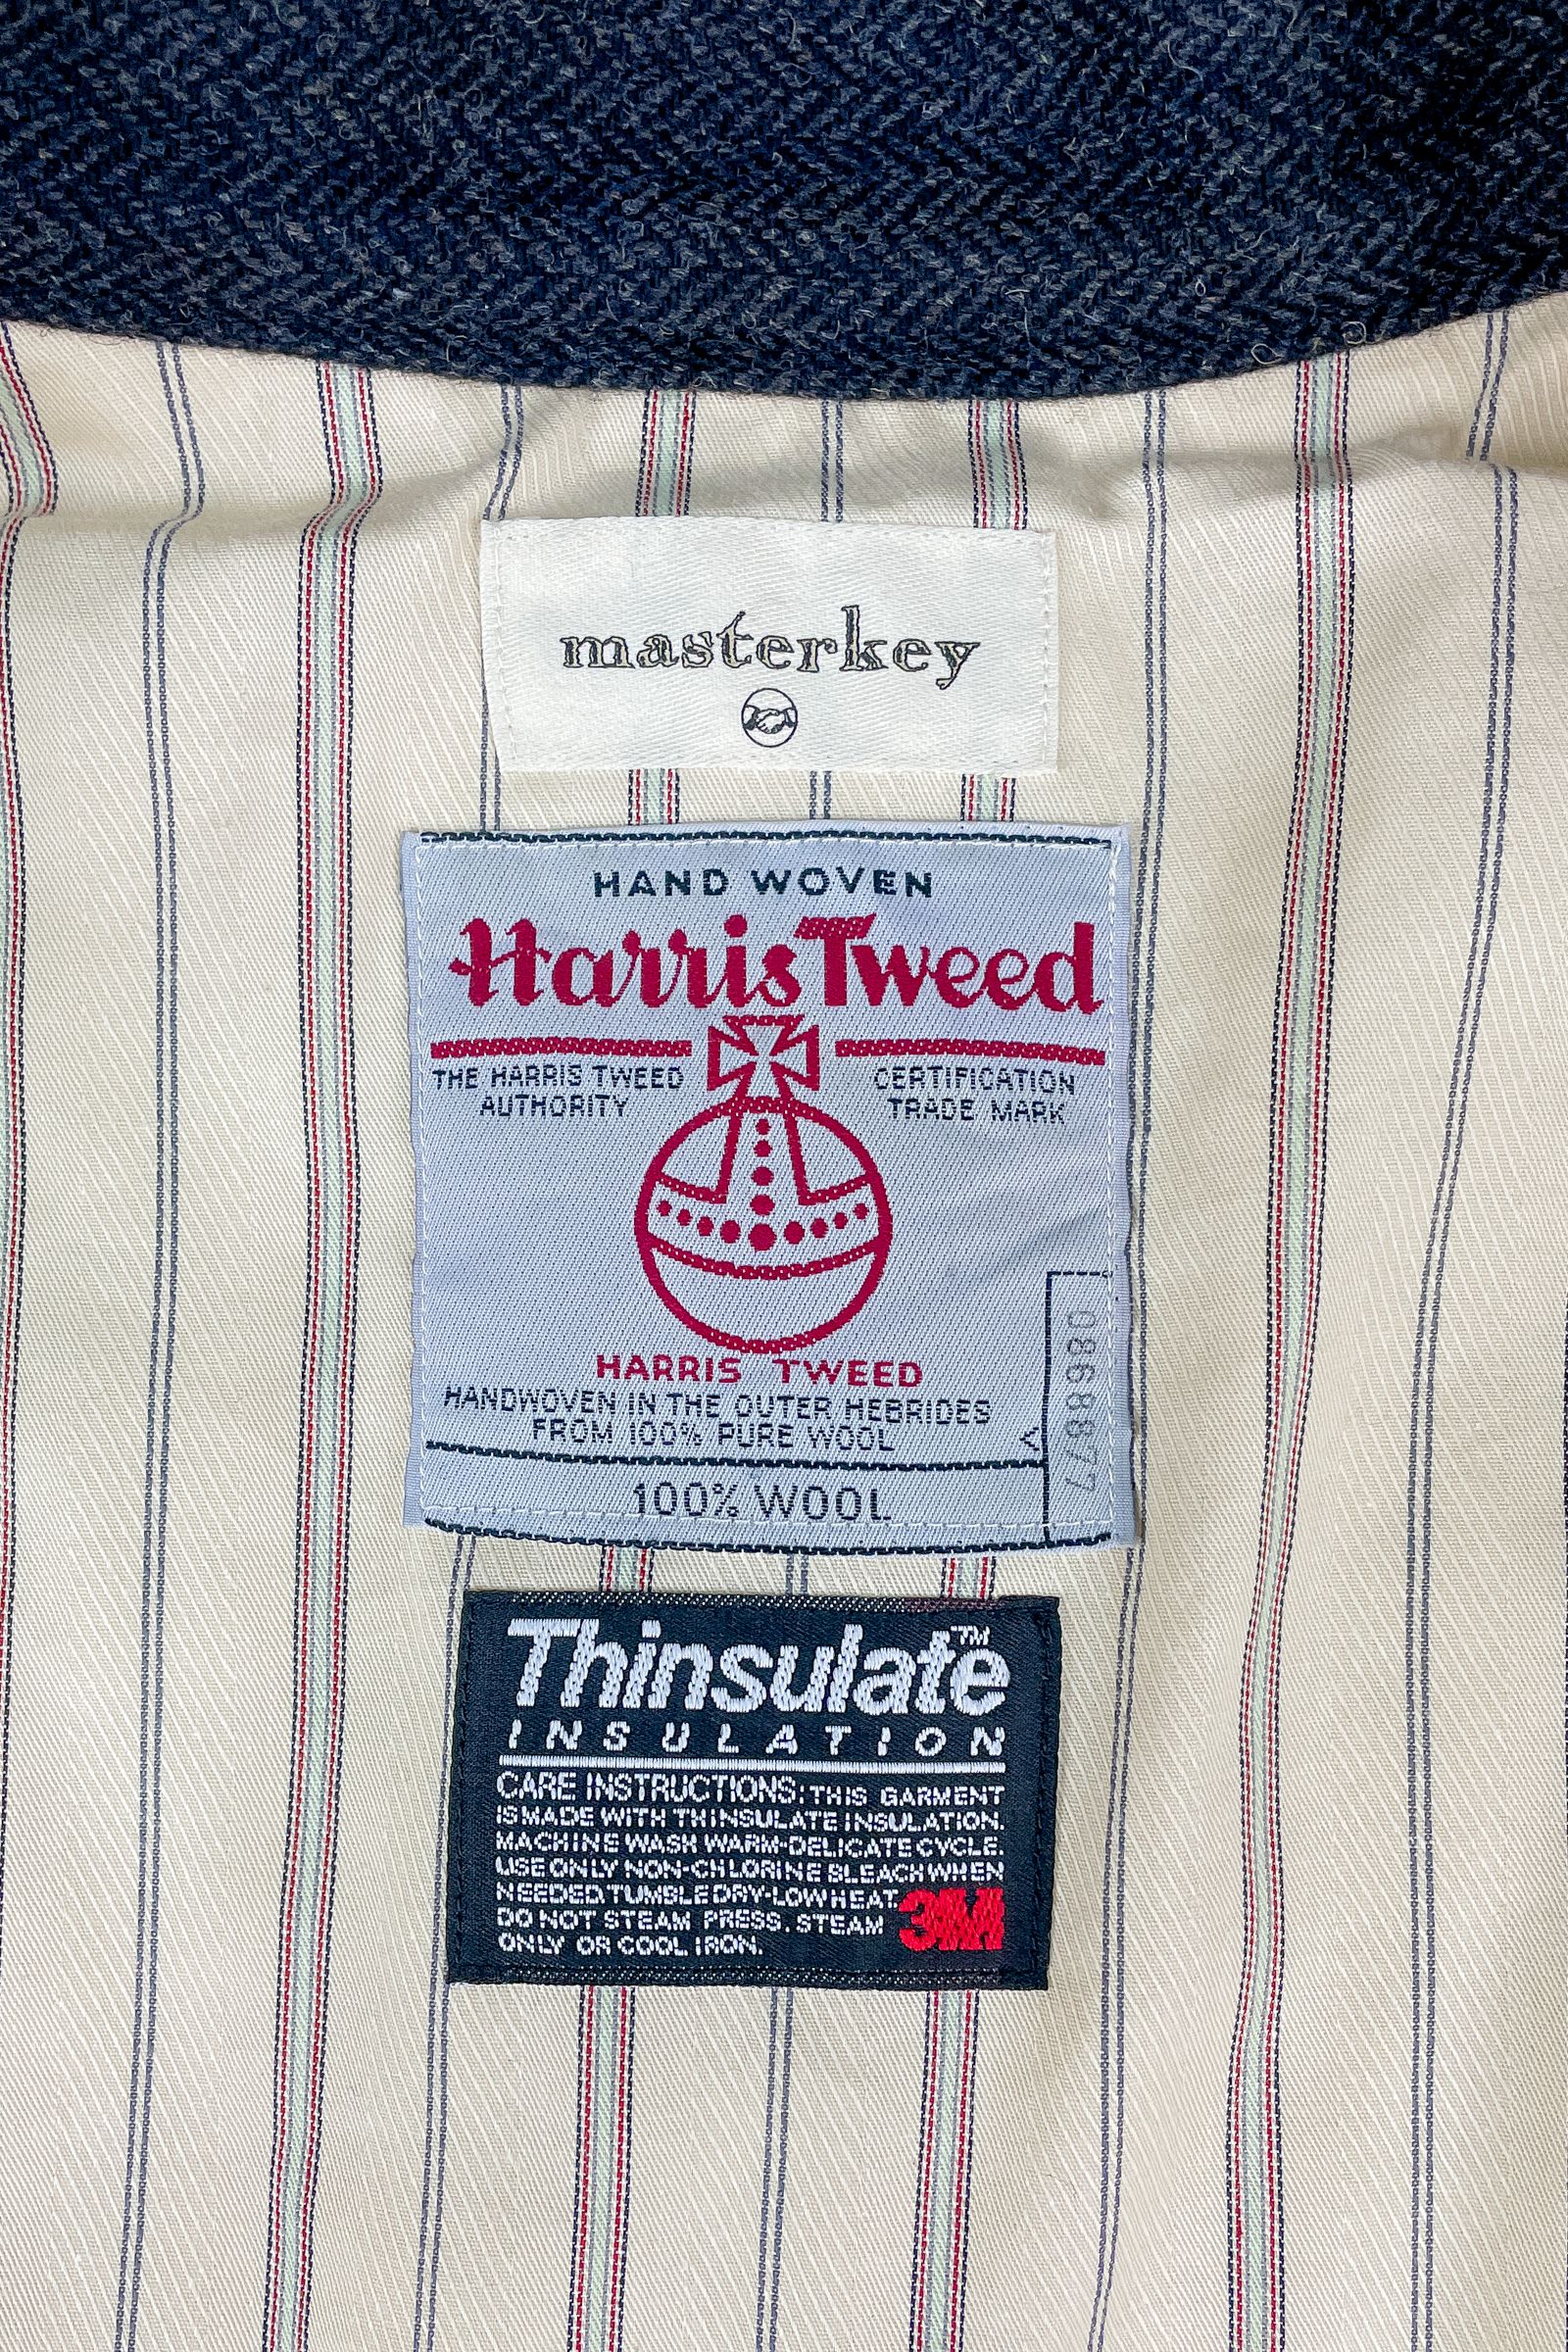 masterkey
HAND WOVEN
Harris Tweed
THE HARRIS TWEED
AUTHORITY
CERTIFICATION
TRADE MARK
HARRIS TWEED
HANDWOVEN IN THE OUTER HEBRIDES
FROM 100% PURE WOOL
100% WOOL
0868877
Thinsulate™
INSULATION
CARE INSTRUCTIONS: THIS GARMENT
IS MADE WITH THINSULATE INSULATION.
MACHINE WASH WARM-DELICATE CYCLE
USE ONLY NON-CHLORINE BLEACH WHEN
NEEDED. TUMBLE DRY-LOW HEAT.
DO NOT STEAM PRESS. STEAM
ONLY OR COOL IRON.
3M